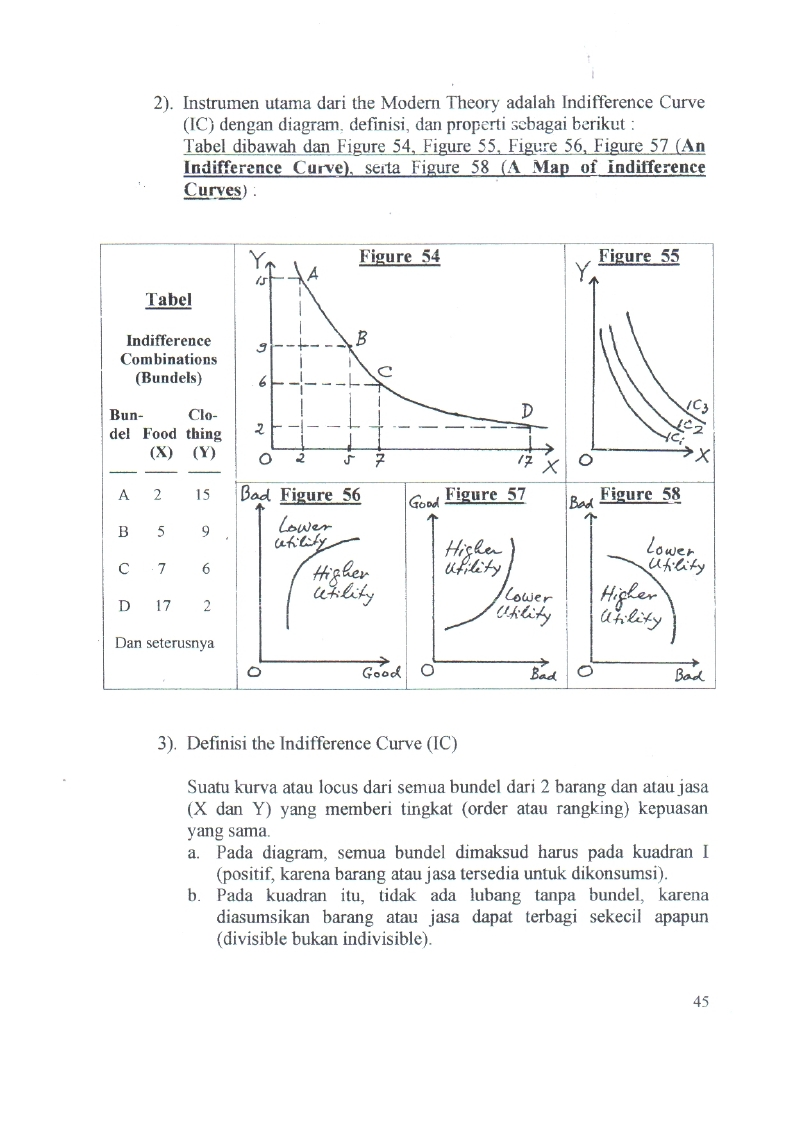 2). Instrumen utama dari the Modern Theory adalah Indifference Curve
(IC) dengan diagram, definisi, dan properti sebagai berikut :
Tabel dibawah dan Figure 54, Figure 55, Figure 56, Figure 57 (An
Indifference Curve), serta Figure 58 (A Map of indifference
Curves) :
Tabel
Indifference
Combinations
(Bundels)
Bun- Clo-
del Food thing
(X) (Y)
A 2 15
B 5 9
C 7 6
D 17 2
Dan seterusnya
Figure 54
Y
15 A
9 B
6 C
2 D
O 2 5 7 17 X
Figure 55
Y
IC3
IC2
IC1
O X
Bad Figure 56
Lower
Utility
Higher
Utility
O Good
Good Figure 57
Higher
Utility
Lower
Utility
O Bad
Bad Figure 58
Lower
Utility
Higher
Utility
O Bad
3). Definisi the Indifference Curve (IC)
Suatu kurva atau locus dari semua bundel dari 2 barang dan atau jasa
(X dan Y) yang memberi tingkat (order atau rangking) kepuasan
yang sama.
a. Pada diagram, semua bundel dimaksud harus pada kuadran I
(positif, karena barang atau jasa tersedia untuk dikonsumsi).
b. Pada kuadran itu, tidak ada lubang tanpa bundel, karena
diasumsikan barang atau jasa dapat terbagi sekecil apapun
(divisible bukan indivisible).
45